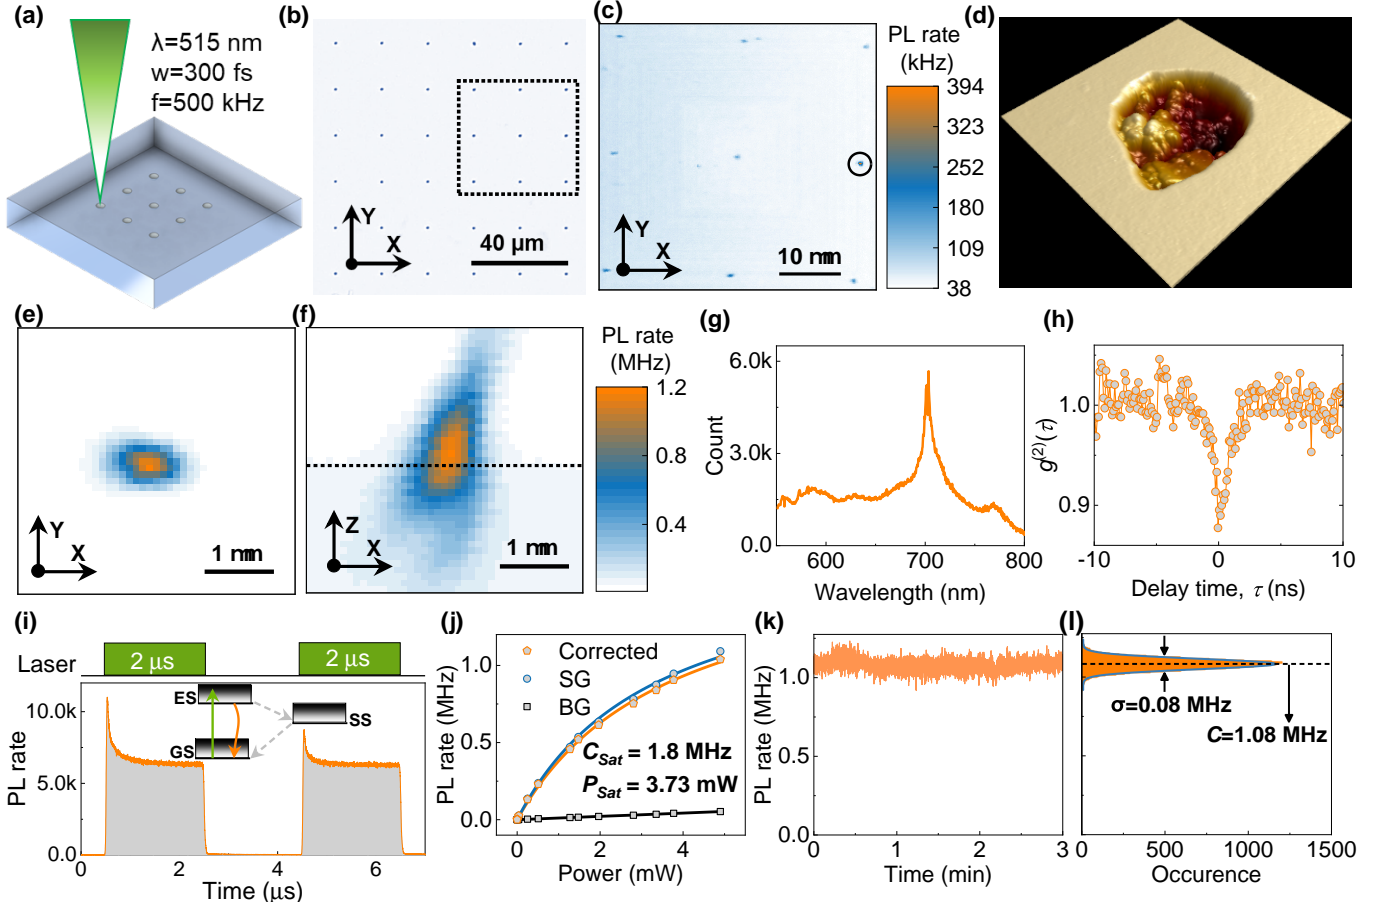 (a)
λ=515 nm
w=300 fs
f=500 kHz
(b)
Y
X
40 μm
(c)
Y
X
10 mm
PL rate
(kHz)
394
323
252
180
109
38
(d)
(e)
Y
X
1 mm
(f)
Z
X
1 mm
PL rate
(MHz)
1.2
0.8
0.4
(g)
6.0k
3.0k
0.0
Count
600 700 800
Wavelength (nm)
(h)
1.0
0.9
g(2)(τ)
-10 0 10
Delay time, τ (ns)
(i)
Laser
2 μs
2 μs
ES
SS
GS
10.0k
5.0k
0.0
PL rate
0 2 4 6
Time (μs)
(j)
Corrected
SG
BG
CSat = 1.8 MHz
PSat = 3.73 mW
1.0
0.5
0.0
PL rate (MHz)
0 2 4
Power (mW)
(k)
1.0
1.0
PL rate (MHz)
0 1 2 3
Time (min)
(l)
σ=0.08 MHz
C=1.08 MHz
0 500 1000 1500
Occurence